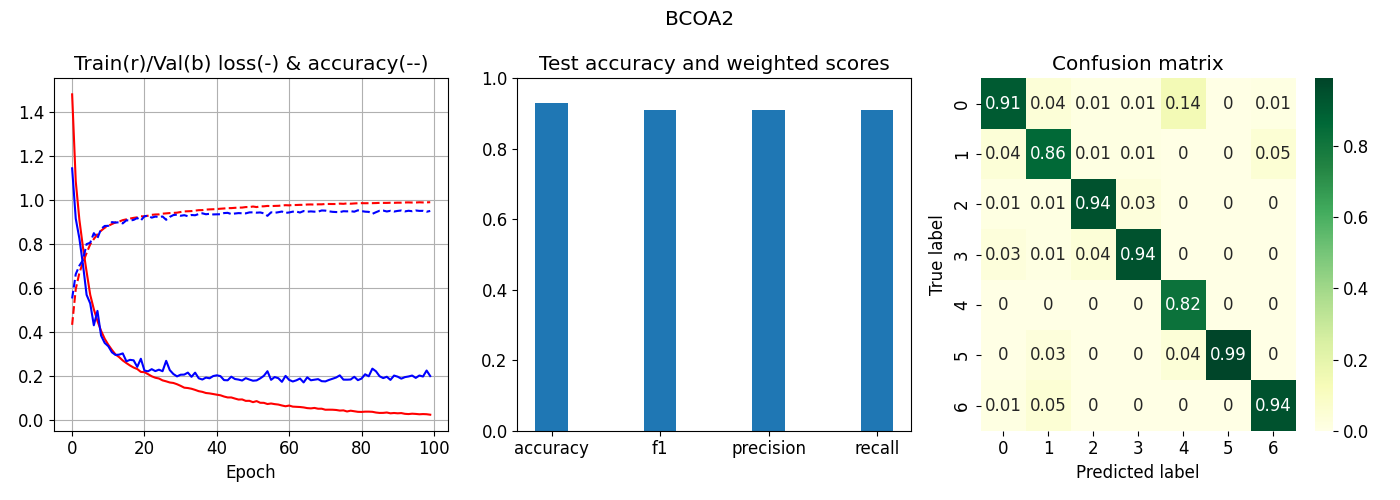 BCOA2
Train(r)/Val(b) loss(-) & accuracy(--)
1.4
1.2
1.0
0.8
0.6
0.4
0.2
0.0
0 20 40 60 80 100
Epoch
Test accuracy and weighted scores
1.0
0.8
0.6
0.4
0.2
0.0
accuracy f1 precision recall
Confusion matrix
True label
0 0.91 0.04 0.01 0.01 0.14 0 0.01
1 0.04 0.86 0.01 0.01 0 0 0.05
2 0.01 0.01 0.94 0.03 0 0 0
3 0.03 0.01 0.04 0.94 0 0 0
4 0 0 0 0 0.82 0 0
5 0 0.03 0 0 0.04 0.99 0
6 0.01 0.05 0 0 0 0 0.94
0 1 2 3 4 5 6
Predicted label
0.8
0.6
0.4
0.2
0.0